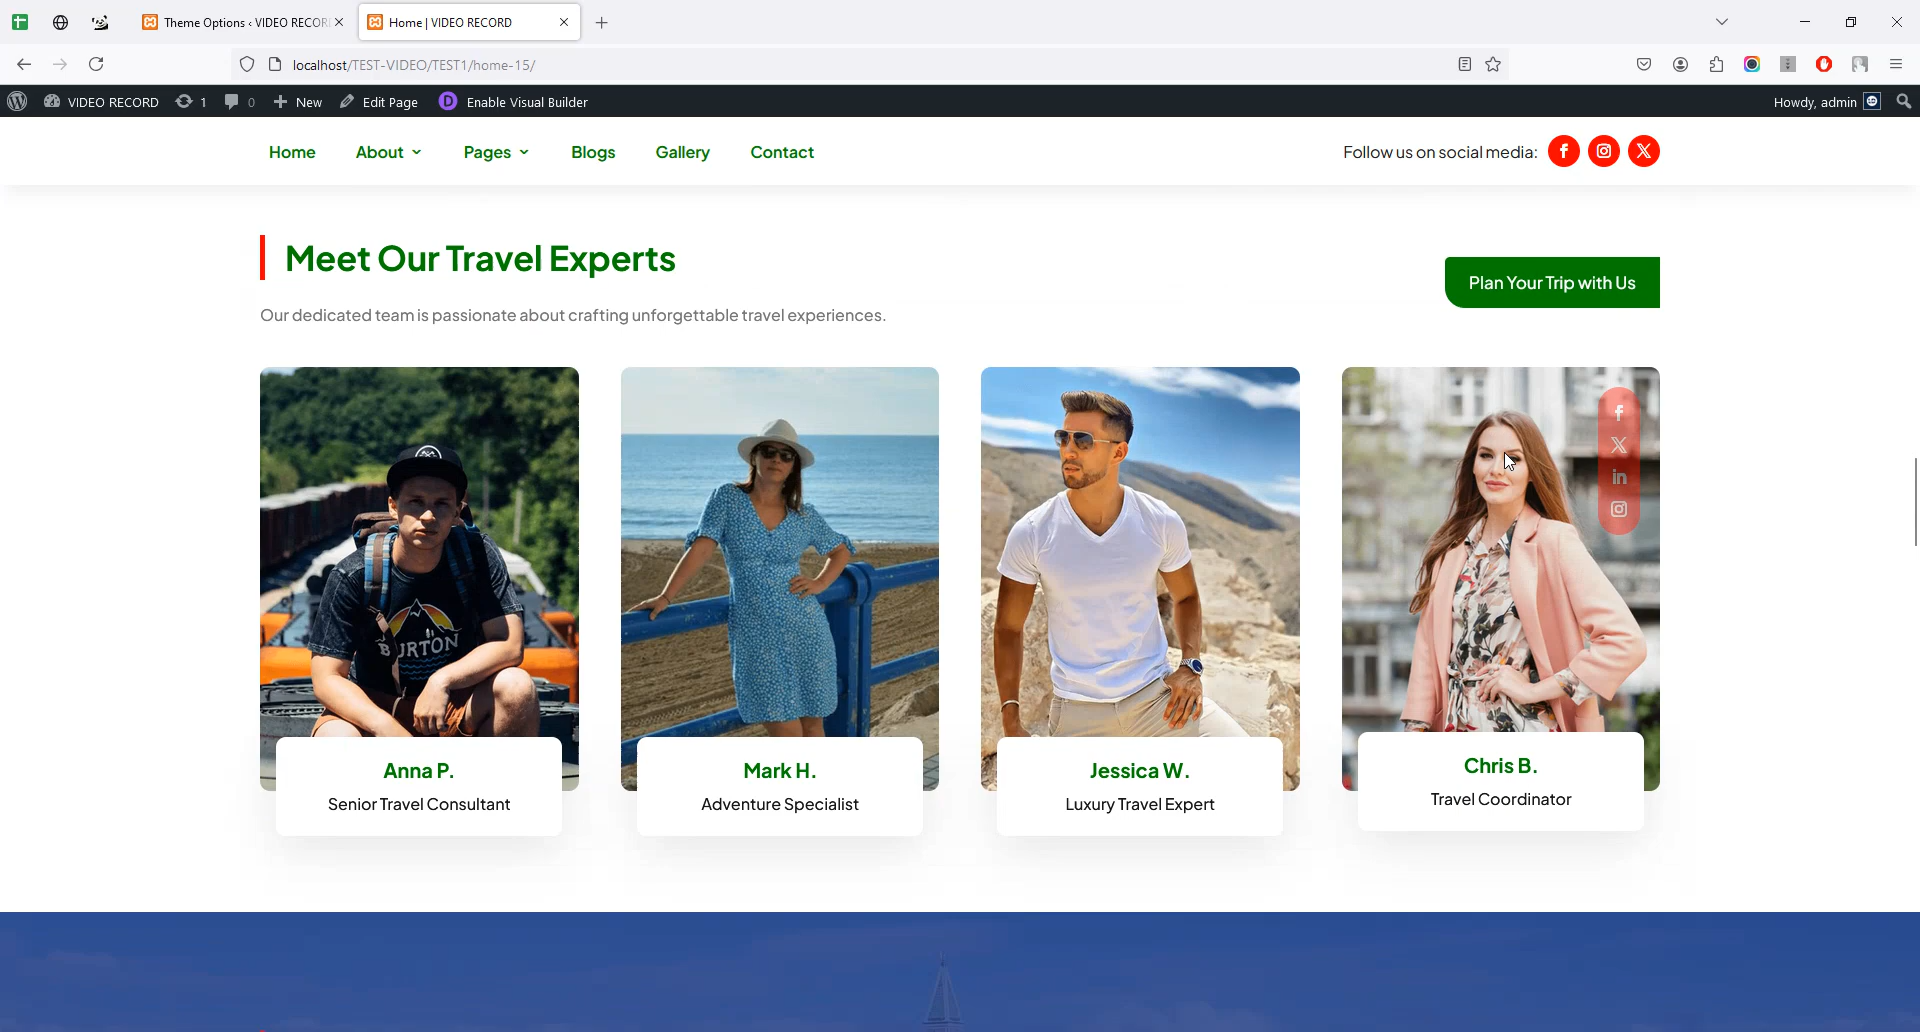 Theme Options ‹ VIDEO RECOR
Home | VIDEO RECORD
localhost/TEST-VIDEO/TEST1/home-15/
VIDEO RECORD 1 0 New Edit Page D Enable Visual Builder Howdy, admin
Home About Pages Blogs Gallery Contact Follow us on social media:
Meet Our Travel Experts
Plan Your Trip with Us
Our dedicated team is passionate about crafting unforgettable travel experiences.
BURTON
Anna P.
Senior Travel Consultant
Mark H.
Adventure Specialist
Jessica W.
Luxury Travel Expert
Chris B.
Travel Coordinator